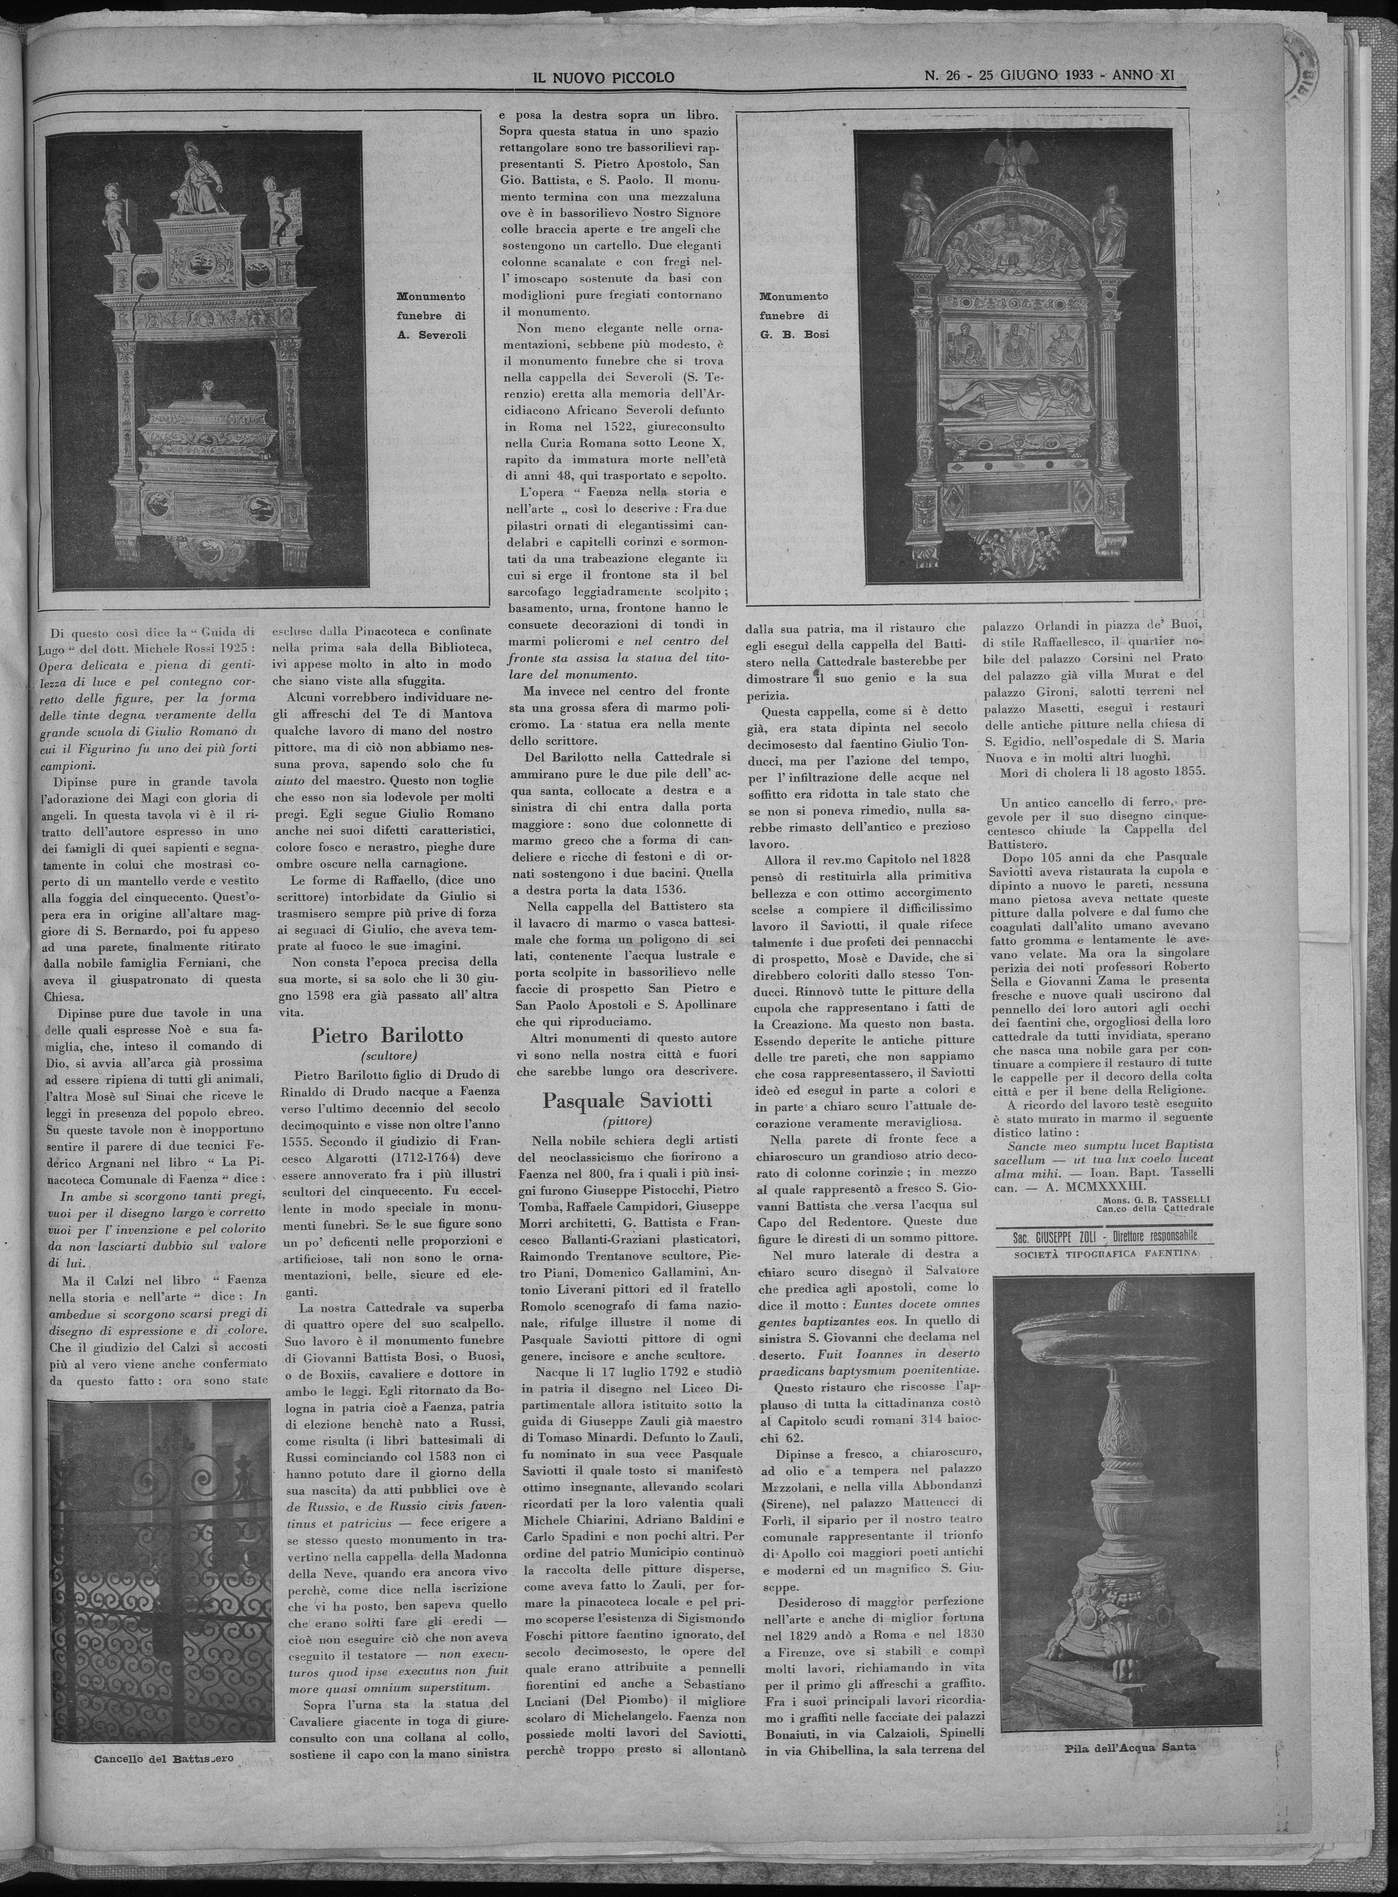 IL NUOVO PICCOLO
N. 26 - 25 GIUGNO 1933 - ANNO XI
Monumento
funebre di
A. Severoli
Di questo così dice la “ Guida di
Lugo „ del dott. Michele Rossi 1925 :
Opera delicata e piena di genti-
lezza di luce e pel contegno cor-
retto delle figure, per la forma
delle tinte degna veramente della
grande scuola di Giulio Romano di
cui il Figurino fu uno dei più forti
campioni.
Dipinse pure in grande tavola
l'adorazione dei Magi con gloria di
angeli. In questa tavola vi è il ri-
tratto dell'autore espresso in uno
dei famigli di quei sapienti e segna-
tamente in colui che mostrasi co-
perto di un mantello verde e vestito
alla foggia del cinquecento. Quest'o-
pera era in origine all'altare mag-
giore di S. Bernardo, poi fu appeso
ad una parete, finalmente ritirato
dalla nobile famiglia Ferniani, che
aveva il giuspatronato di questa
Chiesa.
Dipinse pure due tavole in una
delle quali espresse Noè e sua fa-
miglia, che, inteso il comando di
Dio, si avvia all'arca già prossima
ad essere ripiena di tutti gli animali,
l'altra Mosè sul Sinai che riceve le
leggi in presenza del popolo ebreo.
Su queste tavole non è inopportuno
sentire il parere di due tecnici Fe-
derico Argnani nel libro “ La Pi-
nacoteca Comunale di Faenza „ dice :
In ambe si scorgono tanti pregi,
vuoi per il disegno largo e corretto
vuoi per l' invenzione e pel colorito
da non lasciarti dubbio sul valore
di lui.
Ma il Calzi nel libro “ Faenza
nella storia e nell'arte „ dice : In
ambedue si scorgono scarsi pregi di
disegno di espressione e di colore.
Che il giudizio del Calzi si accosti
più al vero viene anche confermato
da questo fatto : ora sono state
Cancello del Battistero
escluse dalla Pinacoteca e confinate
nella prima sala della Biblioteca,
ivi appese molto in alto in modo
che siano viste alla sfuggita.
Alcuni vorrebbero individuare ne-
gli affreschi del Te di Mantova
qualche lavoro di mano del nostro
pittore, ma di ciò non abbiamo nes-
suna prova, sapendo solo che fu
aiuto del maestro. Questo non toglie
che esso non sia lodevole per molti
pregi. Egli segue Giulio Romano
anche nei suoi difetti caratteristici,
colore fosco e nerastro, pieghe dure
ombre oscure nella carnagione.
Le forme di Raffaello, (dice uno
scrittore) intorbidate da Giulio si
trasmisero sempre più prive di forza
ai seguaci di Giulio, che aveva tem-
prate al fuoco le sue imagini.
Non consta l'epoca precisa della
sua morte, si sa solo che li 30 giu-
gno 1598 era già passato all' altra
vita.
Pietro Barilotto
(scultore)
Pietro Barilotto figlio di Drudo di
Rinaldo di Drudo nacque a Faenza
verso l'ultimo decennio del secolo
decimoquinto e visse non oltre l'anno
1555. Secondo il giudizio di Fran-
cesco Algarotti (1712-1764) deve
essere annoverato fra i più illustri
scultori del cinquecento. Fu eccel-
lente in modo speciale in monu-
menti funebri. Se le sue figure sono
un po' deficenti nelle proporzioni e
artificiose, tali non sono le orna-
mentazioni, belle, sicure ed ele-
ganti.
La nostra Cattedrale va superba
di quattro opere del suo scalpello.
Suo lavoro è il monumento funebre
di Giovanni Battista Bosi, o Buosi,
o de Boxiis, cavaliere e dottore in
ambo le leggi. Egli ritornato da Bo-
logna in patria cioè a Faenza, patria
di elezione benchè nato a Russi,
come risulta (i libri battesimali di
Russi cominciando col 1583 non ci
hanno potuto dare il giorno della
sua nascita) da atti pubblici ove è
de Russio, e de Russio civis faven-
tinus et patricius — fece erigere a
se stesso questo monumento in tra-
vertino nella cappella della Madonna
della Neve, quando era ancora vivo
perchè, come dice nella iscrizione
che vi ha posto, ben sapeva quello
che erano soliti fare gli eredi —
cioè non eseguire ciò che non aveva
eseguito il testatore — non execu-
turos quod ipse executus non fuit
more quasi omnium superstitum.
Sopra l'urna sta la statua del
Cavaliere giacente in toga di giure-
consulto con una collana al collo,
sostiene il capo con la mano sinistra
e posa la destra sopra un libro.
Sopra questa statua in uno spazio
rettangolare sono tre bassorilievi rap-
presentanti S. Pietro Apostolo, San
Gio. Battista, e S. Paolo. Il monu-
mento termina con una mezzaluna
ove è in bassorilievo Nostro Signore
colle braccia aperte e tre angeli che
sostengono un cartello. Due eleganti
colonne scanalate e con fregi nel-
l' imoscapo sostenute da basi con
modiglioni pure fregiati contornano
il monumento.
Non meno elegante nelle orna-
mentazioni, sebbene più modesto, è
il monumento funebre che si trova
nella cappella dei Severoli (S. Te-
renzio) eretta alla memoria dell'Ar-
cidiacono Africano Severoli defunto
in Roma nel 1522, giureconsulto
nella Curia Romana sotto Leone X,
rapito da immatura morte nell'età
di anni 48, qui trasportato e sepolto.
L'opera “ Faenza nella storia e
nell'arte „ così lo descrive : Fra due
pilastri ornati di elegantissimi can-
delabri e capitelli corinzi e sormon-
tati da una trabeazione elegante in
cui si erge il frontone sta il bel
sarcofago leggiadramente scolpito ;
basamento, urna, frontone hanno le
consuete decorazioni di tondi in
marmi policromi e nel centro del
fronte sta assisa la statua del tito-
lare del monumento.
Ma invece nel centro del fronte
sta una grossa sfera di marmo poli-
cromo. La statua era nella mente
dello scrittore.
Del Barilotto nella Cattedrale si
ammirano pure le due pile dell' ac-
qua santa, collocate a destra e a
sinistra di chi entra dalla porta
maggiore : sono due colonnette di
marmo greco che a forma di can-
deliere e ricche di festoni e di or-
nati sostengono i due bacini. Quella
a destra porta la data 1536.
Nella cappella del Battistero sta
il lavacro di marmo o vasca battesi-
male che forma un poligono di sei
lati, contenente l'acqua lustrale e
porta scolpite in bassorilievo nelle
faccie di prospetto San Pietro e
San Paolo Apostoli e S. Apollinare
che qui riproduciamo.
Altri monumenti di questo autore
vi sono nella nostra città e fuori
che sarebbe lungo ora descrivere.
Pasquale Saviotti
(pittore)
Nella nobile schiera degli artisti
del neoclassicismo che fiorirono a
Faenza nel 800, fra i quali i più insi-
gni furono Giuseppe Pistocchi, Pietro
Tomba, Raffaele Campidori, Giuseppe
Morri architetti, G. Battista e Fran-
cesco Ballanti-Graziani plasticatori,
Raimondo Trentanove scultore, Pie-
tro Piani, Domenico Gallamini, An-
tonio Liverani pittori ed il fratello
Romolo scenografo di fama nazio-
nale, rifulge illustre il nome di
Pasquale Saviotti pittore di ogni
genere, incisore e anche scultore.
Nacque li 17 luglio 1792 e studiò
in patria il disegno nel Liceo Di-
partimentale allora istituito sotto la
guida di Giuseppe Zauli già maestro
di Tomaso Minardi. Defunto lo Zauli,
fu nominato in sua vece Pasquale
Saviotti il quale tosto si manifestò
ottimo insegnante, allevando scolari
ricordati per la loro valentia quali
Michele Chiarini, Adriano Baldini e
Carlo Spadini e non pochi altri. Per
ordine del patrio Municipio continuò
la raccolta delle pitture disperse,
come aveva fatto lo Zauli, per for-
mare la pinacoteca locale e pel pri-
mo scoperse l'esistenza di Sigismondo
Foschi pittore faentino ignorato, del
secolo decimosesto, le opere del
quale erano attribuite a pennelli
fiorentini ed anche a Sebastiano
Luciani (Del Piombo) il migliore
scolaro di Michelangelo. Faenza non
possiede molti lavori del Saviotti,
perchè troppo presto si allontanò
Monumento
funebre di
G. B. Bosi
dalla sua patria, ma il ristauro che
egli eseguì della cappella del Batti-
stero nella Cattedrale basterebbe per
dimostrare il suo genio e la sua
perizia.
Questa cappella, come si è detto
già, era stata dipinta nel secolo
decimosesto dal faentino Giulio Ton-
ducci, ma per l'azione del tempo,
per l' infiltrazione delle acque nel
soffitto era ridotta in tale stato che
se non si poneva rimedio, nulla sa-
rebbe rimasto dell'antico e prezioso
lavoro.
Allora il rev.mo Capitolo nel 1828
pensò di restituirla alla primitiva
bellezza e con ottimo accorgimento
scelse a compiere il difficilissimo
lavoro il Saviotti, il quale rifece
talmente i due profeti dei pennacchi
di prospetto, Mosè e Davide, che si
direbbero coloriti dallo stesso Ton-
ducci. Rinnovò tutte le pitture della
cupola che rappresentano i fatti de
la Creazione. Ma questo non basta.
Essendo deperite le antiche pitture
delle tre pareti, che non sappiamo
che cosa rappresentassero, il Saviotti
ideò ed eseguì in parte a colori e
in parte a chiaro scuro l'attuale de-
corazione veramente meravigliosa.
Nella parete di fronte fece a
chiaroscuro un grandioso atrio deco-
rato di colonne corinzie ; in mezzo
al quale rappresentò a fresco S. Gio-
vanni Battista che versa l'acqua sul
Capo del Redentore. Queste due
figure le diresti di un sommo pittore.
Nel muro laterale di destra a
chiaro scuro disegnò il Salvatore
che predica agli apostoli, come lo
dice il motto : Euntes docete omnes
gentes baptizantes eos. In quello di
sinistra S. Giovanni che declama nel
deserto. Fuit Ioannes in deserto
praedicans baptysmum poenitentiae.
Questo ristauro che riscosse l'ap-
plauso di tutta la cittadinanza costò
al Capitolo scudi romani 314 baioc-
chi 62.
Dipinse a fresco, a chiaroscuro,
ad olio e a tempera nel palazzo
Mazzolani, e nella villa Abbondanzi
(Sirene), nel palazzo Matteucci di
Forlì, il sipario per il nostro teatro
comunale rappresentante il trionfo
di Apollo coi maggiori poeti antichi
e moderni ed un magnifico S. Giu-
seppe.
Desideroso di maggior perfezione
nell'arte e anche di miglior fortuna
nel 1829 andò a Roma e nel 1830
a Firenze, ove si stabilì e compì
molti lavori, richiamando in vita
per il primo gli affreschi a graffito.
Fra i suoi principali lavori ricordia-
mo i graffiti nelle facciate dei palazzi
Bonaiuti, in via Calzaioli, Spinelli
in via Ghibellina, la sala terrena del
palazzo Orlandi in piazza de' Buoi,
di stile Raffaellesco, il quartier no-
bile del palazzo Corsini nel Prato
del palazzo già villa Murat e del
palazzo Gironi, salotti terreni nel
palazzo Masetti, eseguì i restauri
delle antiche pitture nella chiesa di
S. Egidio, nell'ospedale di S. Maria
Nuova e in molti altri luoghi.
Morì di cholera li 18 agosto 1855.
Un antico cancello di ferro, pre-
gevole per il suo disegno cinque-
centesco chiude la Cappella del
Battistero.
Dopo 105 anni da che Pasquale
Saviotti aveva ristaurata la cupola e
dipinto a nuovo le pareti, nessuna
mano pietosa aveva nettate queste
pitture dalla polvere e dal fumo che
coagulati dall'alito umano avevano
fatto gromma e lentamente le ave-
vano velate. Ma ora la singolare
perizia dei noti professori Roberto
Sella e Giovanni Zama le presenta
fresche e nuove quali uscirono dal
pennello dei loro autori agli occhi
dei faentini che, orgogliosi della loro
cattedrale da tutti invidiata, sperano
che nasca una nobile gara per con-
tinuare a compiere il restauro di tutte
le cappelle per il decoro della colta
città e per il bene della Religione.
A ricordo del lavoro testè eseguito
è stato murato in marmo il seguente
distico latino :
Sancte meo sumptu lucet Baptista
sacellum — ut tua lux coelo luceat
alma mihi. — Ioan. Bapt. Tasselli
can. — A. MCMXXXIII.
Mons. G. B. TASSELLI
Can.co della Cattedrale
Sac. GIUSEPPE ZOLI - Direttore responsabile
SOCIETÀ TIPOGRAFICA FAENTINA
Pila dell'Acqua Santa